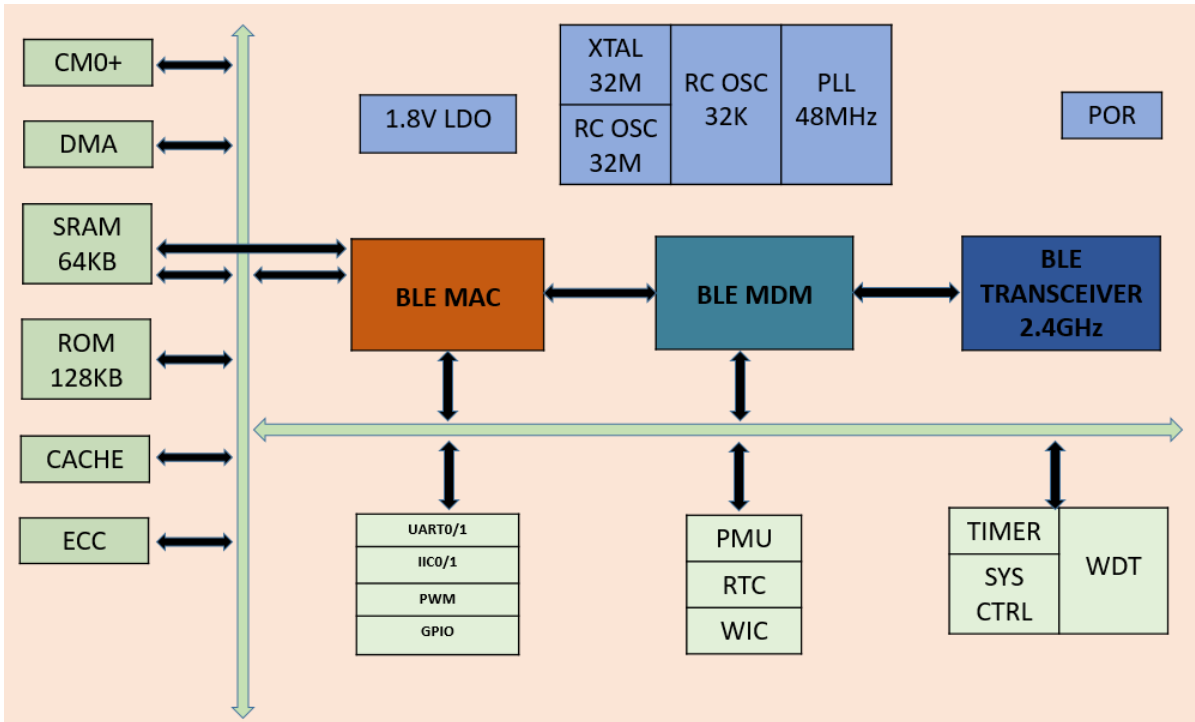 CM0+
DMA
SRAM
64KB
ROM
128KB
CACHE
ECC
1.8V LDO
XTAL
32M
RC OSC
32M
RC OSC
32K
PLL
48MHz
POR
BLE MAC
BLE MDM
BLE
TRANSCEIVER
2.4GHz
UART0/1
IIC0/1
PWM
GPIO
PMU
RTC
WIC
TIMER
SYS
CTRL
WDT